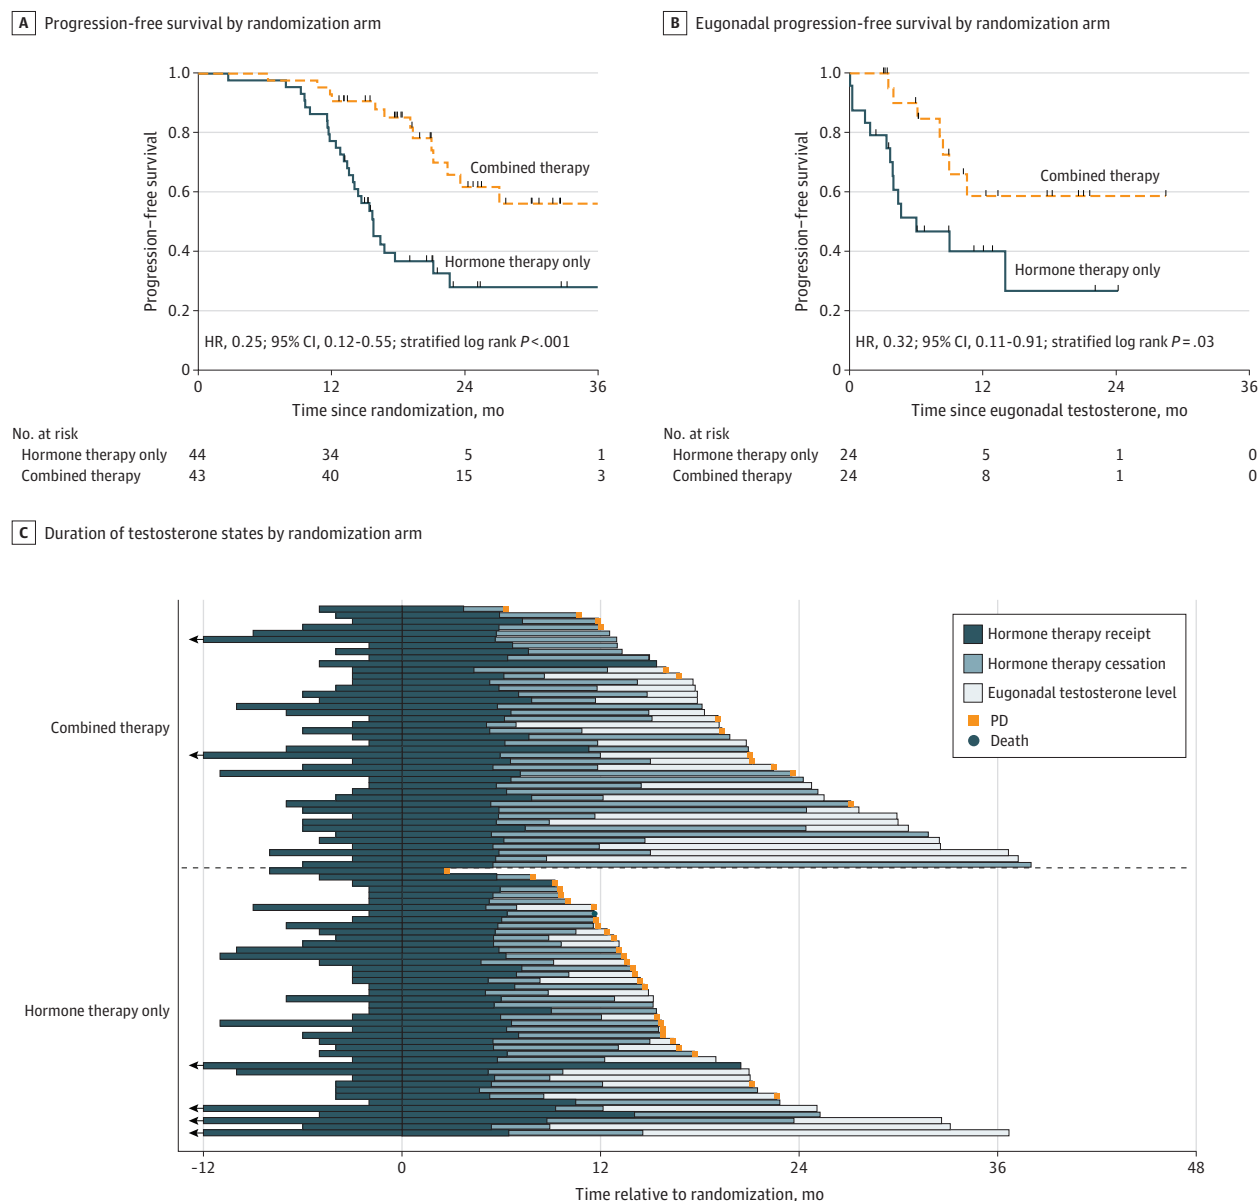 A Progression-free survival by randomization arm
1.0
0.8
0.6
0.4
0.2
0
Progression-free survival
Combined therapy
Hormone therapy only
HR, 0.25; 95% CI, 0.12-0.55; stratified log rank P<.001
0 12 24 36
Time since randomization, mo
No. at risk
Hormone therapy only 44 34 5 1
Combined therapy 43 40 15 3
B Eugonadal progression-free survival by randomization arm
1.0
0.8
0.6
0.4
0.2
0
Progression-free survival
Combined therapy
Hormone therapy only
HR, 0.32; 95% CI, 0.11-0.91; stratified log rank P=.03
0 12 24 36
Time since eugonadal testosterone, mo
No. at risk
Hormone therapy only 24 5 1 0
Combined therapy 24 8 1 0
C Duration of testosterone states by randomization arm
Combined therapy
Hormone therapy only
Hormone therapy receipt
Hormone therapy cessation
Eugonadal testosterone level
PD
Death
-12 0 12 24 36 48
Time relative to randomization, mo